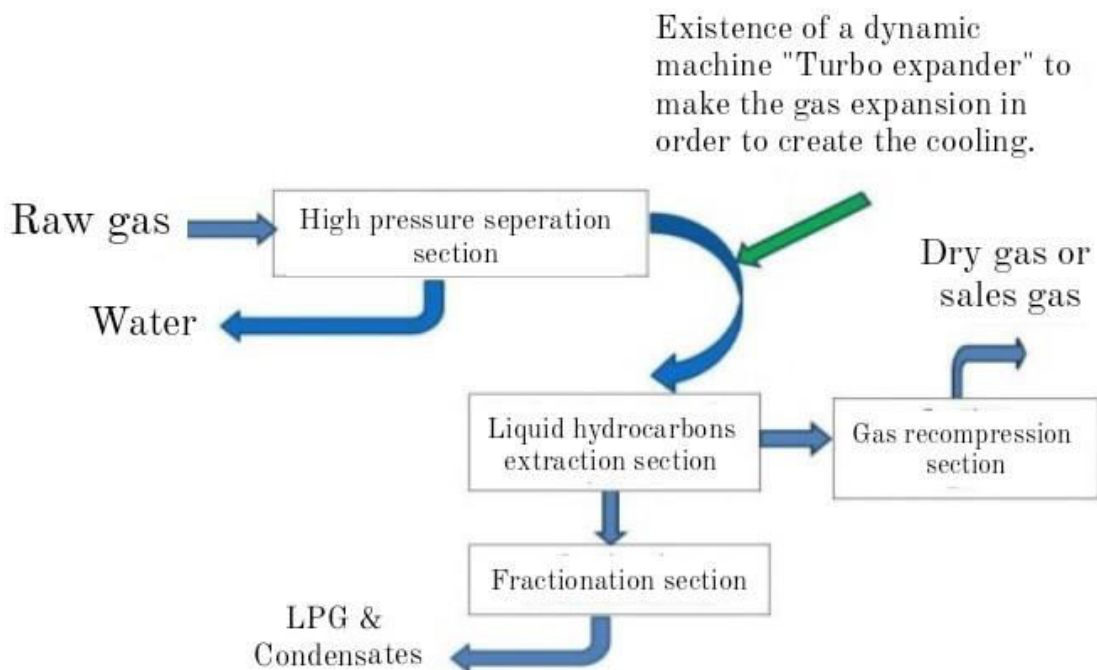 Existence of a dynamic
machine "Turbo expander" to
make the gas expansion in
order to create the cooling.
Raw gas
High pressure seperation
section
Dry gas or
sales gas
Water
Liquid hydrocarbons
extraction section
Gas recompression
section
Fractionation section
LPG &
Condensates